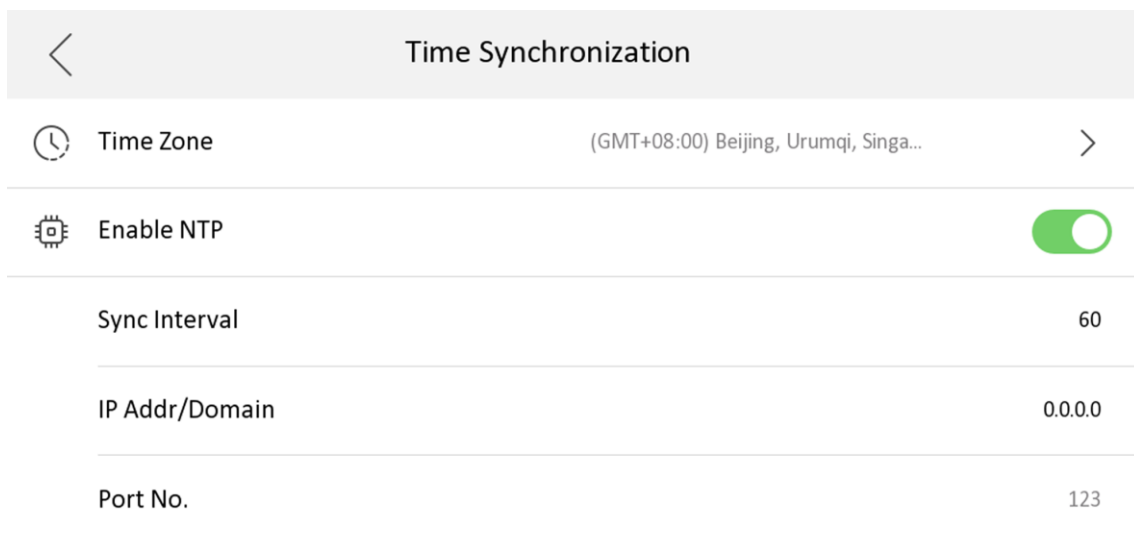 Time Synchronization
Time Zone (GMT+08:00) Beijing, Urumqi, Singa...
Enable NTP
Sync Interval 60
IP Addr/Domain 0.0.0.0
Port No. 123